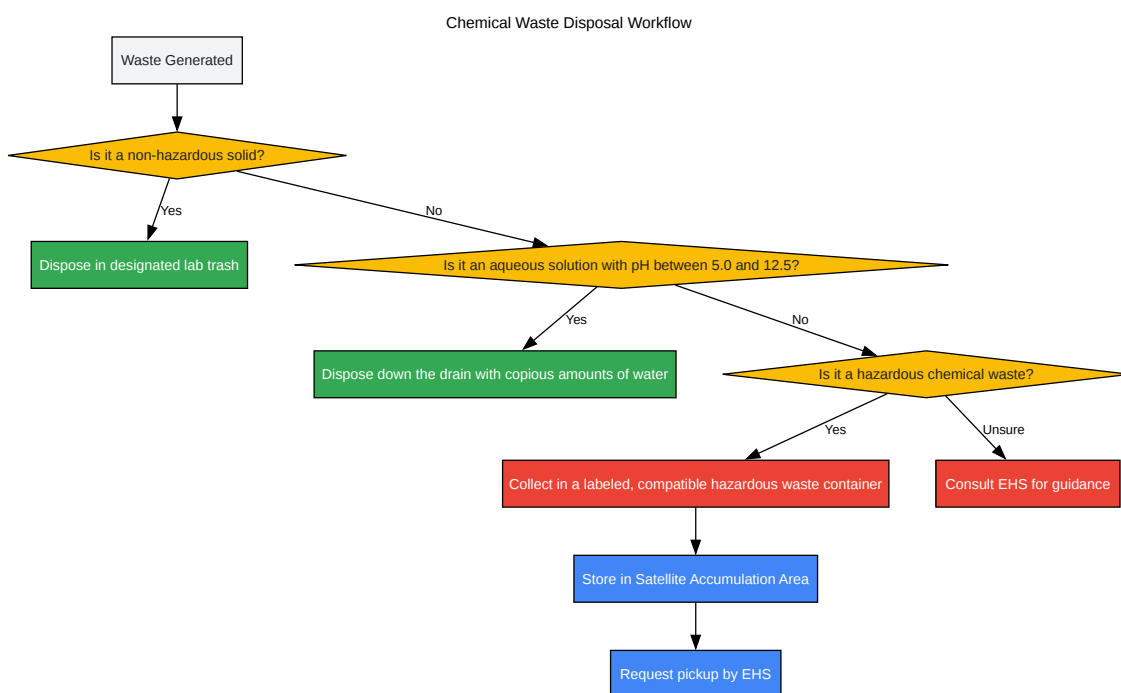 Chemical Waste Disposal Workflow
Waste Generated
Is it a non-hazardous solid?
Yes
No
Dispose in designated lab trash
Is it an aqueous solution with pH between 5.0 and 12.5?
Yes
No
Dispose down the drain with copious amounts of water
Is it a hazardous chemical waste?
Yes
Unsure
Collect in a labeled, compatible hazardous waste container
Consult EHS for guidance
Store in Satellite Accumulation Area
Request pickup by EHS